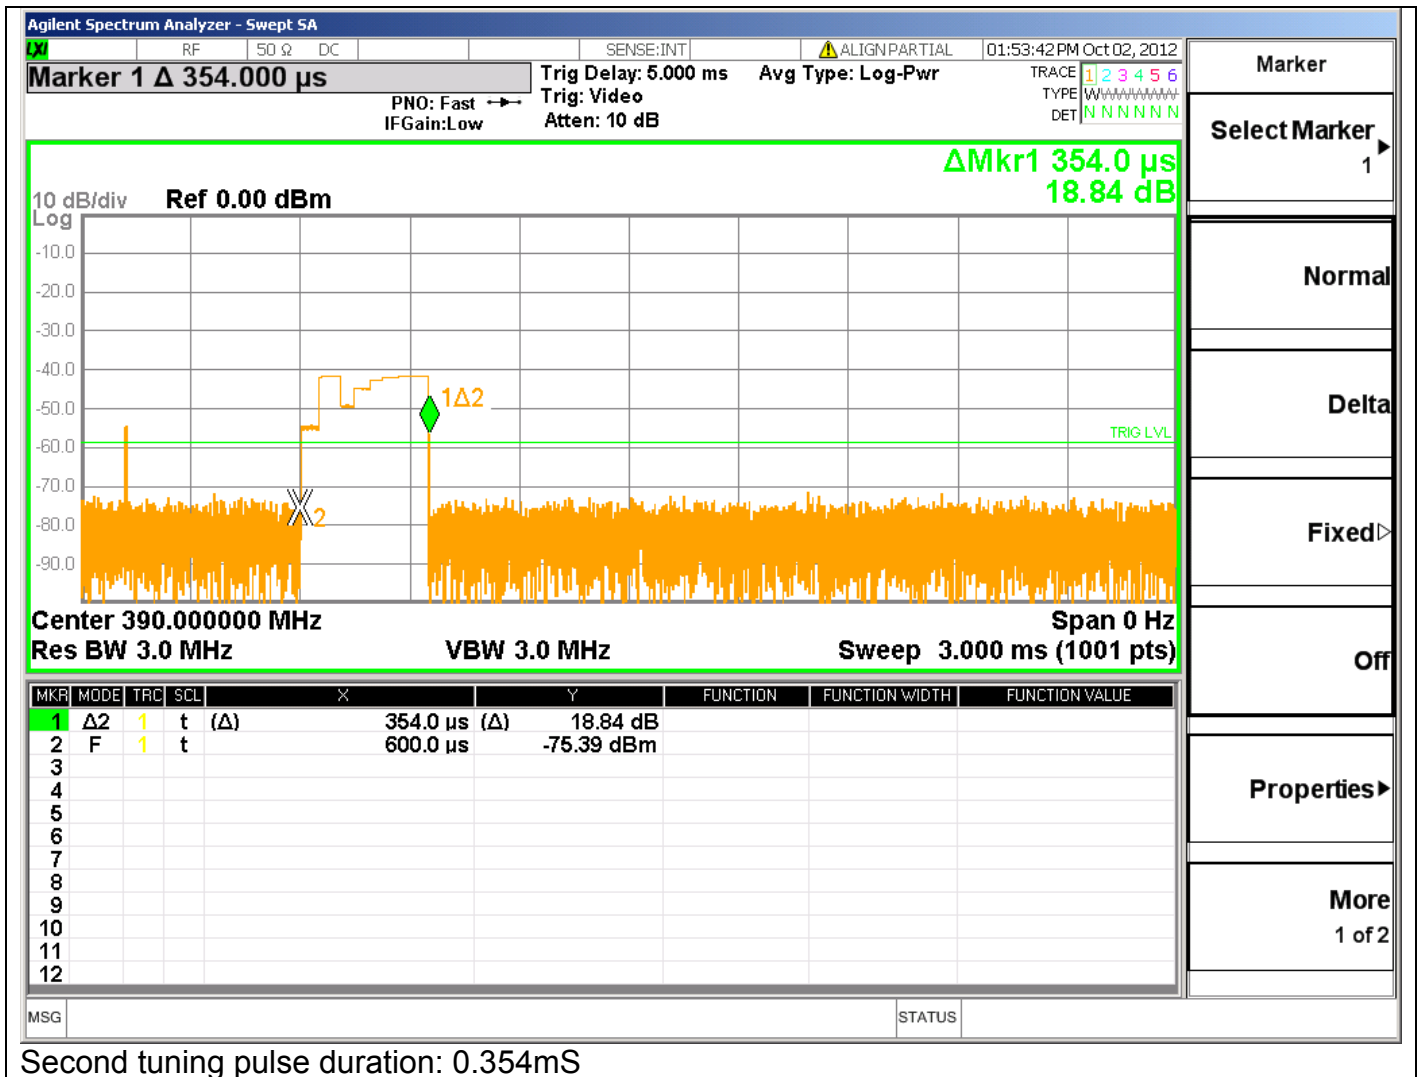 Agilent Spectrum Analyzer - Swept SA
LXI RF 50 Ω DC SENSE:INT ALIGN PARTIAL 01:53:42 PM Oct 02, 2012
Marker 1 Δ 354.000 µs
PNO: Fast
IFGain:Low
Trig Delay: 5.000 ms
Trig: Video
Atten: 10 dB
Avg Type: Log-Pwr
TRACE 1 2 3 4 5 6
TYPE W
DET N N N N N N
ΔMkr1 354.0 µs
18.84 dB
10 dB/div Ref 0.00 dBm
Log
-10.0
-20.0
-30.0
-40.0
-50.0
-60.0
-70.0
-80.0
-90.0
1Δ2
TRIG LVL
2
Center 390.000000 MHz Span 0 Hz
Res BW 3.0 MHz VBW 3.0 MHz Sweep 3.000 ms (1001 pts)
MKR MODE TRC SCL X Y FUNCTION FUNCTION WIDTH FUNCTION VALUE
1 Δ2 1 t (Δ) 354.0 µs (Δ) 18.84 dB
2 F 1 t 600.0 µs -75.39 dBm
3
4
5
6
7
8
9
10
11
12
MSG STATUS
Marker
Select Marker
1
Normal
Delta
Fixed
Off
Properties
More
1 of 2
Second tuning pulse duration: 0.354mS